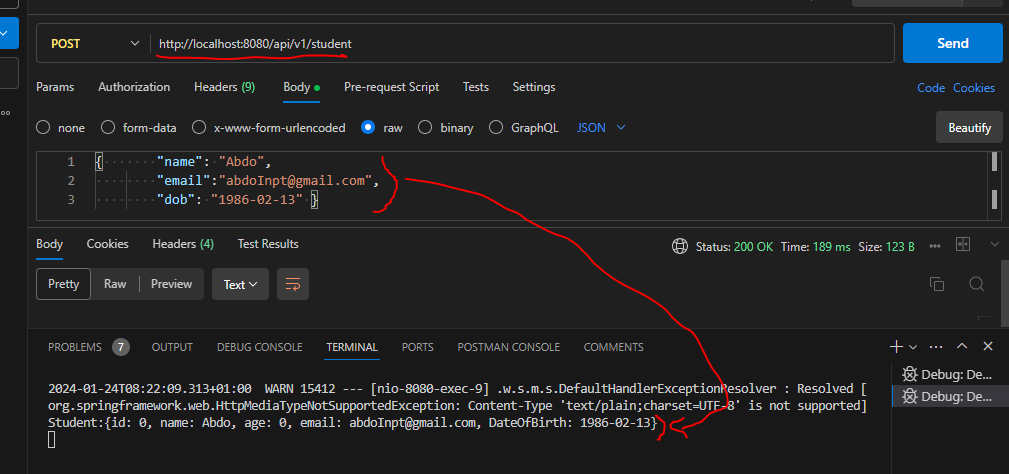 POST http://localhost:8080/api/v1/student Send
Params Authorization Headers (9) Body Pre-request Script Tests Settings Code Cookies
none form-data x-www-form-urlencoded raw binary GraphQL JSON Beautify
1 { "name": "Abdo",
2 "email":"abdoInpt@gmail.com",
3 "dob": "1986-02-13" }
Body Cookies Headers (4) Test Results Status: 200 OK Time: 189 ms Size: 123 B
Pretty Raw Preview Text
PROBLEMS 7 OUTPUT DEBUG CONSOLE TERMINAL PORTS POSTMAN CONSOLE COMMENTS
2024-01-24T08:22:09.313+01:00 WARN 15412 --- [nio-8080-exec-9] .w.s.m.s.DefaultHandlerExceptionResolver : Resolved [
org.springframework.web.HttpMediaTypeNotSupportedException: Content-Type 'text/plain;charset=UTF-8' is not supported]
Student:{id: 0, name: Abdo, age: 0, email: abdoInpt@gmail.com, DateOfBirth: 1986-02-13}
Debug: De...
Debug: De...